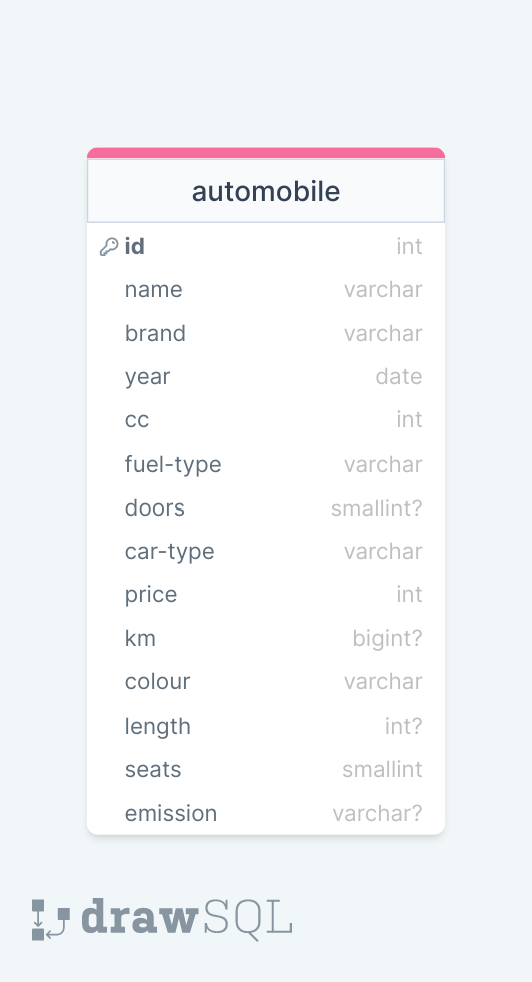 automobile
id int
name varchar
brand varchar
year date
cc int
fuel-type varchar
doors smallint?
car-type varchar
price int
km bigint?
colour varchar
length int?
seats smallint
emission varchar?
drawSQL